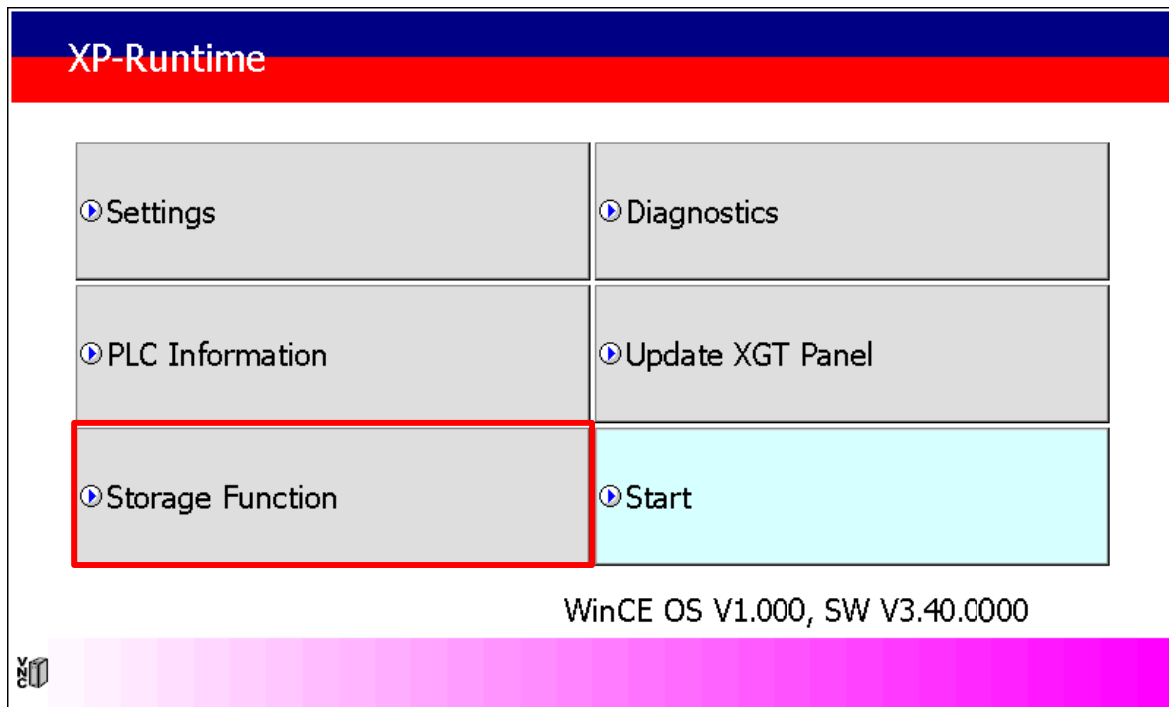 XP-Runtime
Settings
Diagnostics
PLC Information
Update XGT Panel
Storage Function
Start
WinCE OS V1.000, SW V3.40.0000
VNC